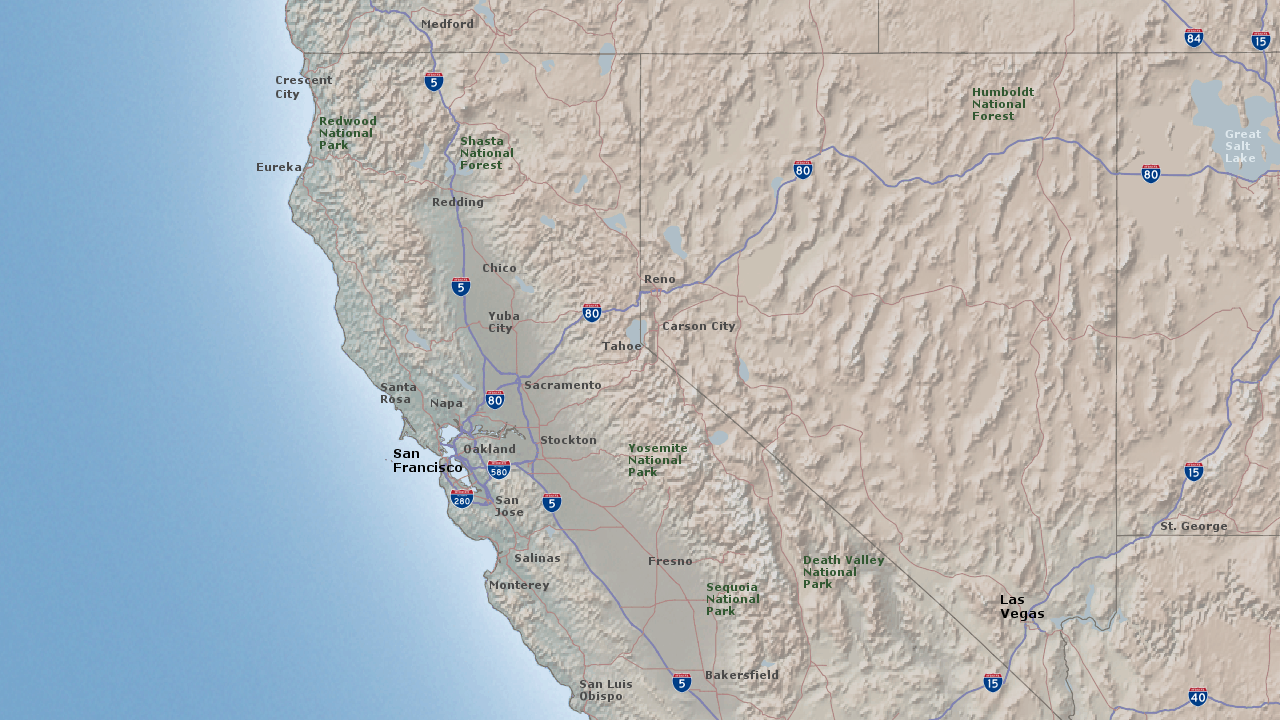 Medford
84
15
5
Crescent
City
Humboldt
National
Forest
Redwood
National
Park
Great
Salt
Lake
Shasta
National
Forest
Eureka
80
80
Redding
Chico
Reno
5
80
Yuba
City
Carson City
Tahoe
Santa
Rosa
Sacramento
Napa
80
San
Francisco
Oakland
Stockton
Yosemite
National
Park
580
15
280
San
Jose
5
St. George
Salinas
Fresno
Death Valley
National
Park
Monterey
Sequoia
National
Park
Las
Vegas
Bakersfield
San Luis
Obispo
5
15
40